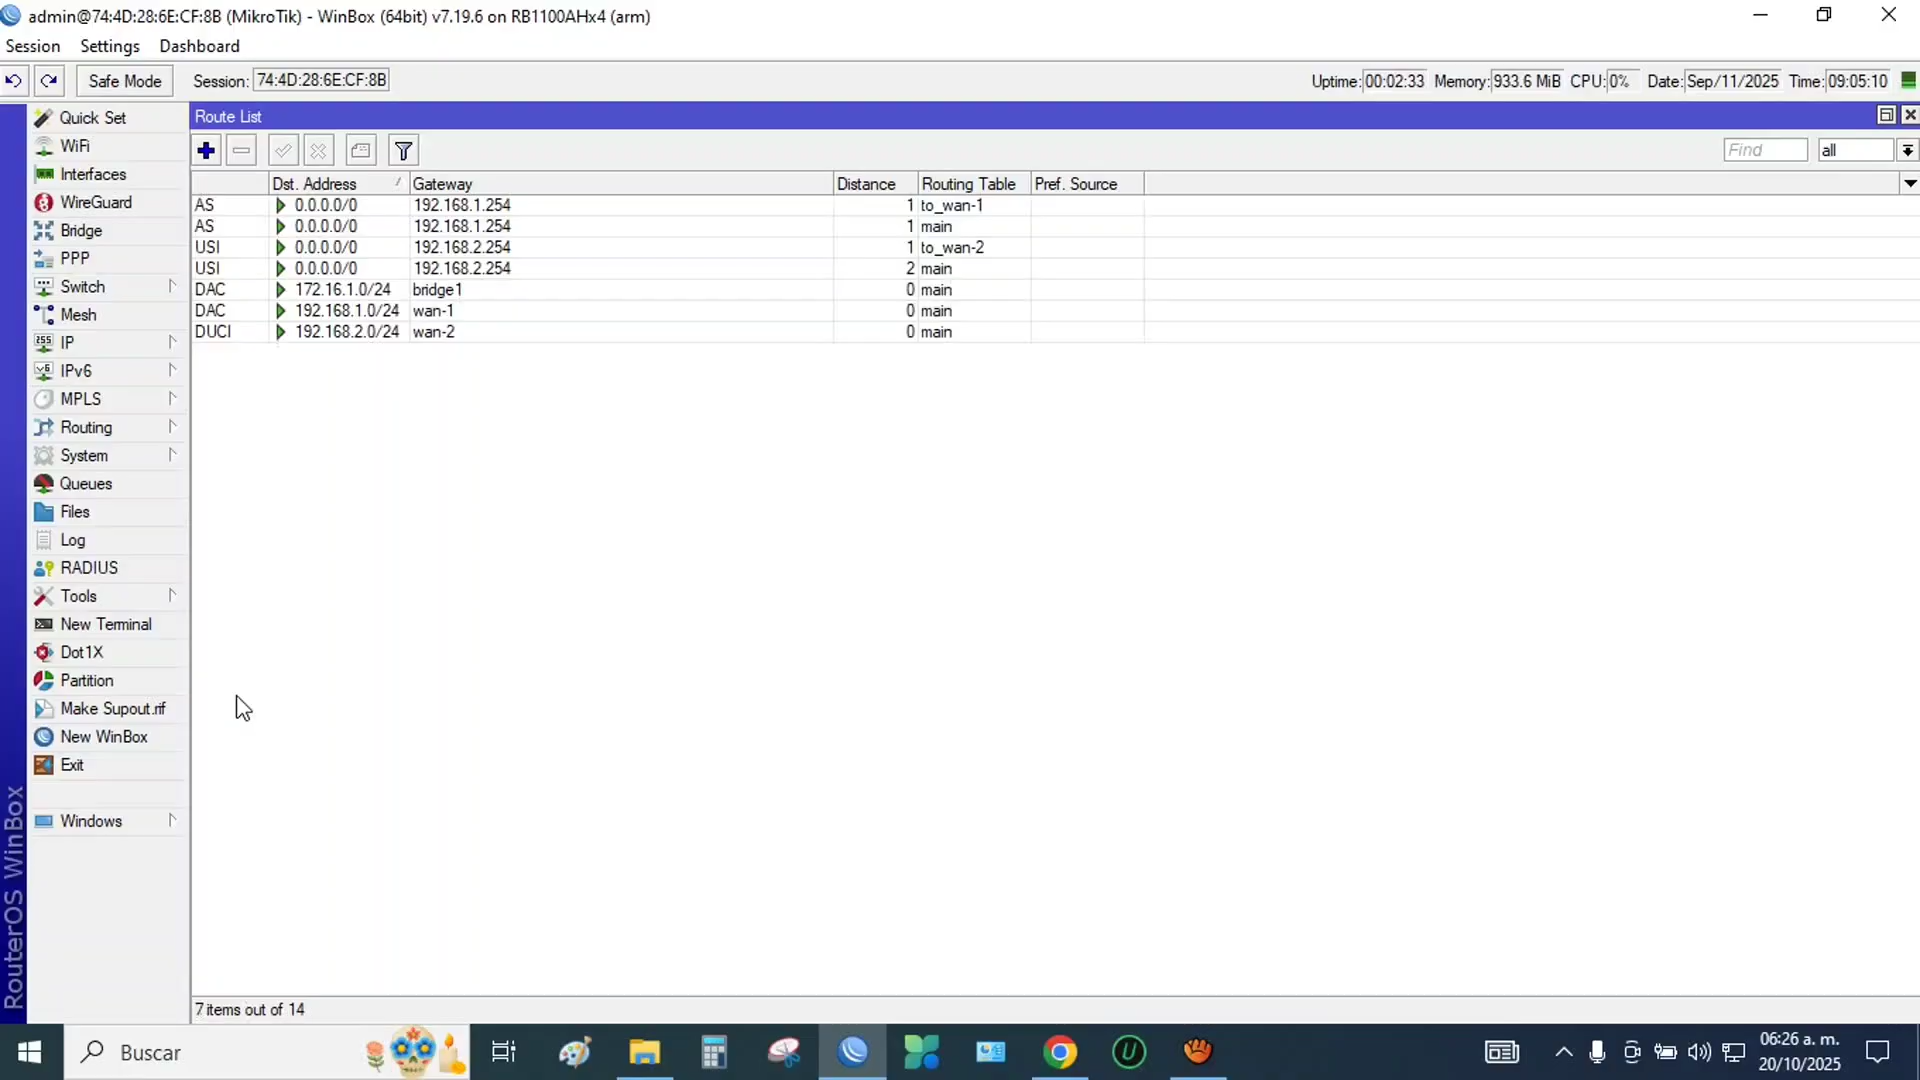 admin@74:4D:28:6E:CF:8B (MikroTik) - WinBox (64bit) v7.19.6 on RB1100AHx4 (arm)
Session Settings Dashboard
Safe Mode Session: 74:4D:28:6E:CF:8B Uptime: 00:02:33 Memory: 933.6 MiB CPU: 0% Date: Sep/11/2025 Time: 09:05:10
Quick Set
WiFi
Interfaces
WireGuard
Bridge
PPP
Switch
Mesh
IP
IPv6
MPLS
Routing
System
Queues
Files
Log
RADIUS
Tools
New Terminal
Dot1X
Partition
Make Supout.rif
New WinBox
Exit
Windows
RouterOS WinBox
Route List
Find all
Dst. Address Gateway Distance Routing Table Pref. Source
AS 0.0.0.0/0 192.168.1.254 1 to_wan-1
AS 0.0.0.0/0 192.168.1.254 1 main
USI 0.0.0.0/0 192.168.2.254 1 to_wan-2
USI 0.0.0.0/0 192.168.2.254 2 main
DAC 172.16.1.0/24 bridge1 0 main
DAC 192.168.1.0/24 wan-1 0 main
DUCI 192.168.2.0/24 wan-2 0 main
7 items out of 14
Buscar
06:26 a. m.
20/10/2025